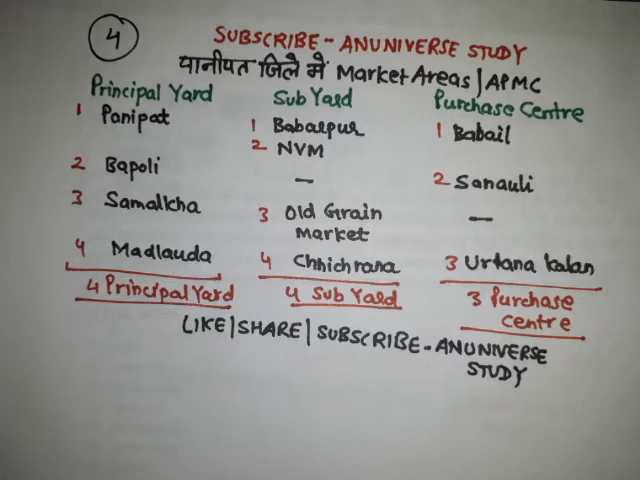 4
SUBSCRIBE - ANUNIVERSE STUDY
पानीपत जिले में Market Areas | APMC
Principal Yard Sub Yard Purchase Centre
1 Panipat 1 Babarpur 1 Babail
2 NVM
2 Bapoli — 2 Sanauli
3 Samalkha 3 Old Grain Market —
4 Madlauda 4 Chhichrana 3 Urtana kalan
4 Principal Yard 4 Sub Yard 3 Purchase Centre
LIKE | SHARE | SUBSCRIBE - ANUNIVERSE
STUDY